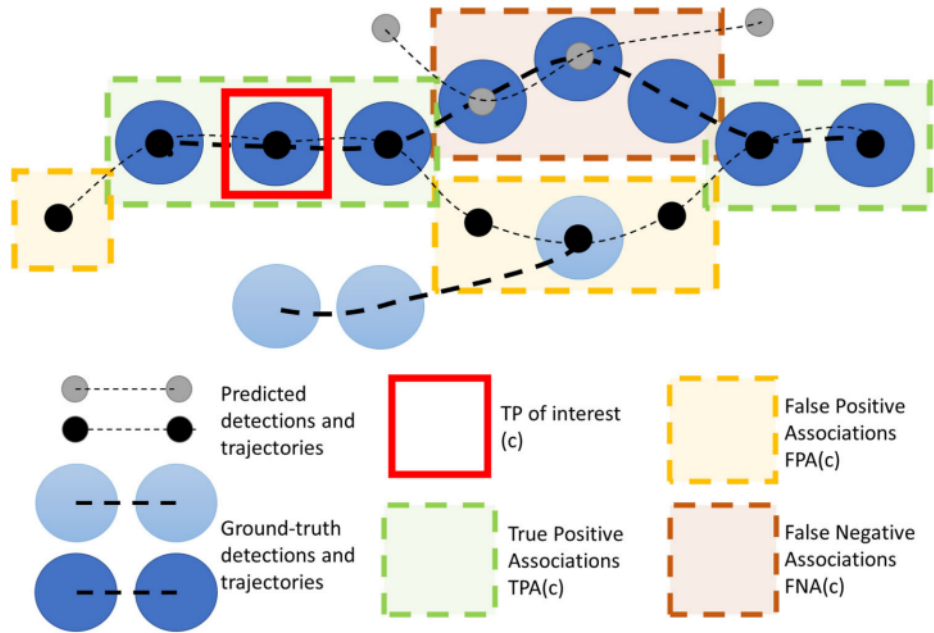 Predicted
detections and
trajectories
TP of interest
(c)
False Positive
Associations
FPA(c)
Ground-truth
detections and
trajectories
True Positive
Associations
TPA(c)
False Negative
Associations
FNA(c)